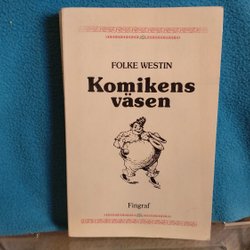 FOLKE WESTIN
Komikens
väsen
Fingraf